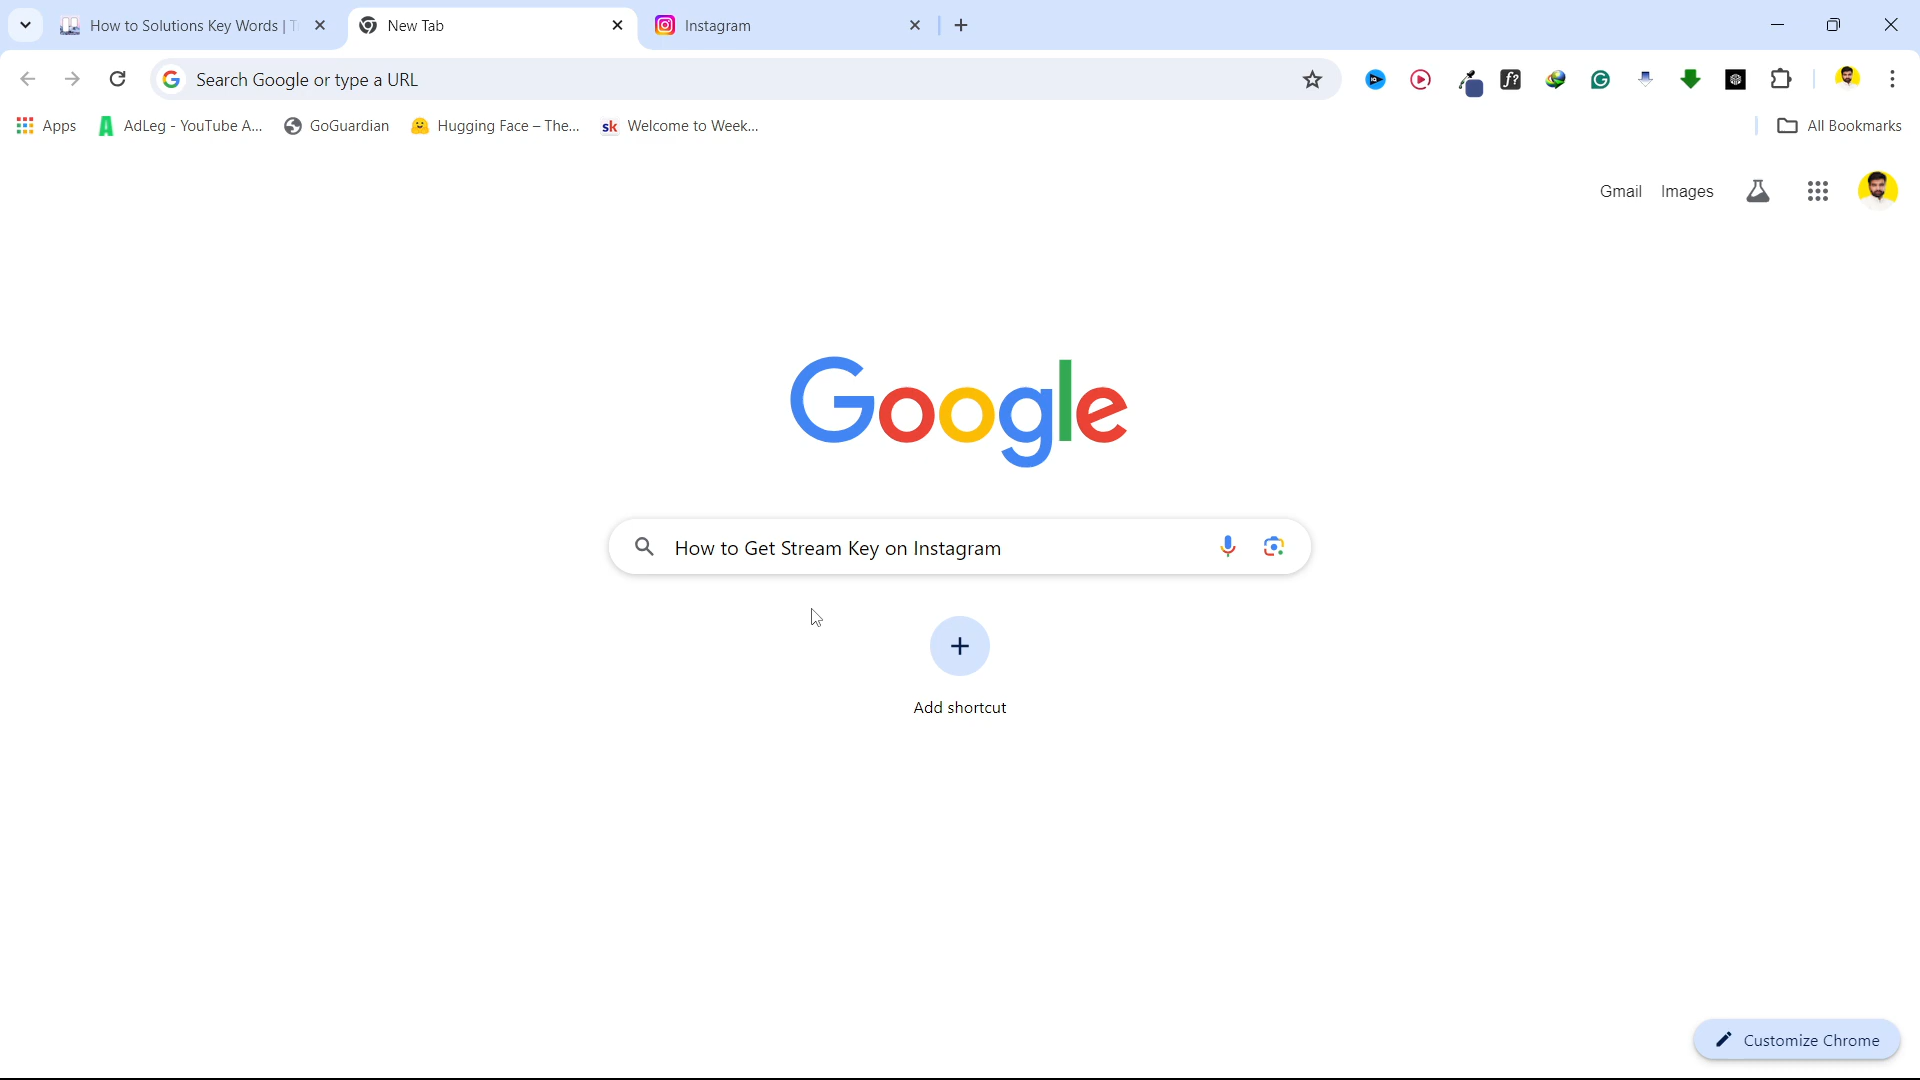 How to Solutions Key Words | T
New Tab
Instagram
Search Google or type a URL
Apps
AdLeg - YouTube A...
GoGuardian
Hugging Face – The...
sk Welcome to Week...
All Bookmarks
Gmail Images
Google
How to Get Stream Key on Instagram
Add shortcut
Customize Chrome